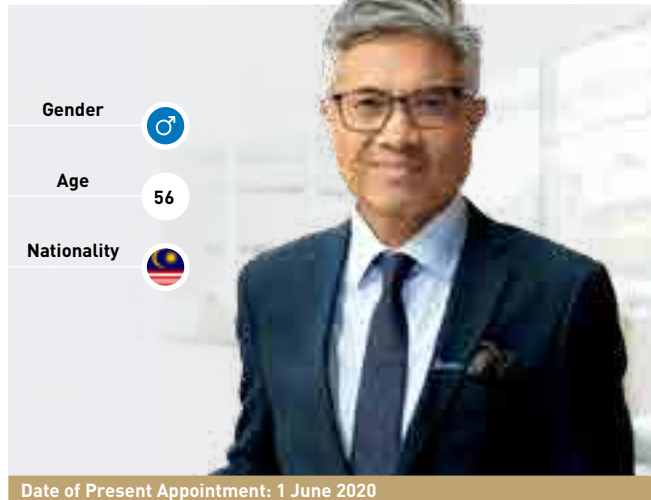 Gender
Age
56
Nationality
Date of Present Appointment: 1 June 2020